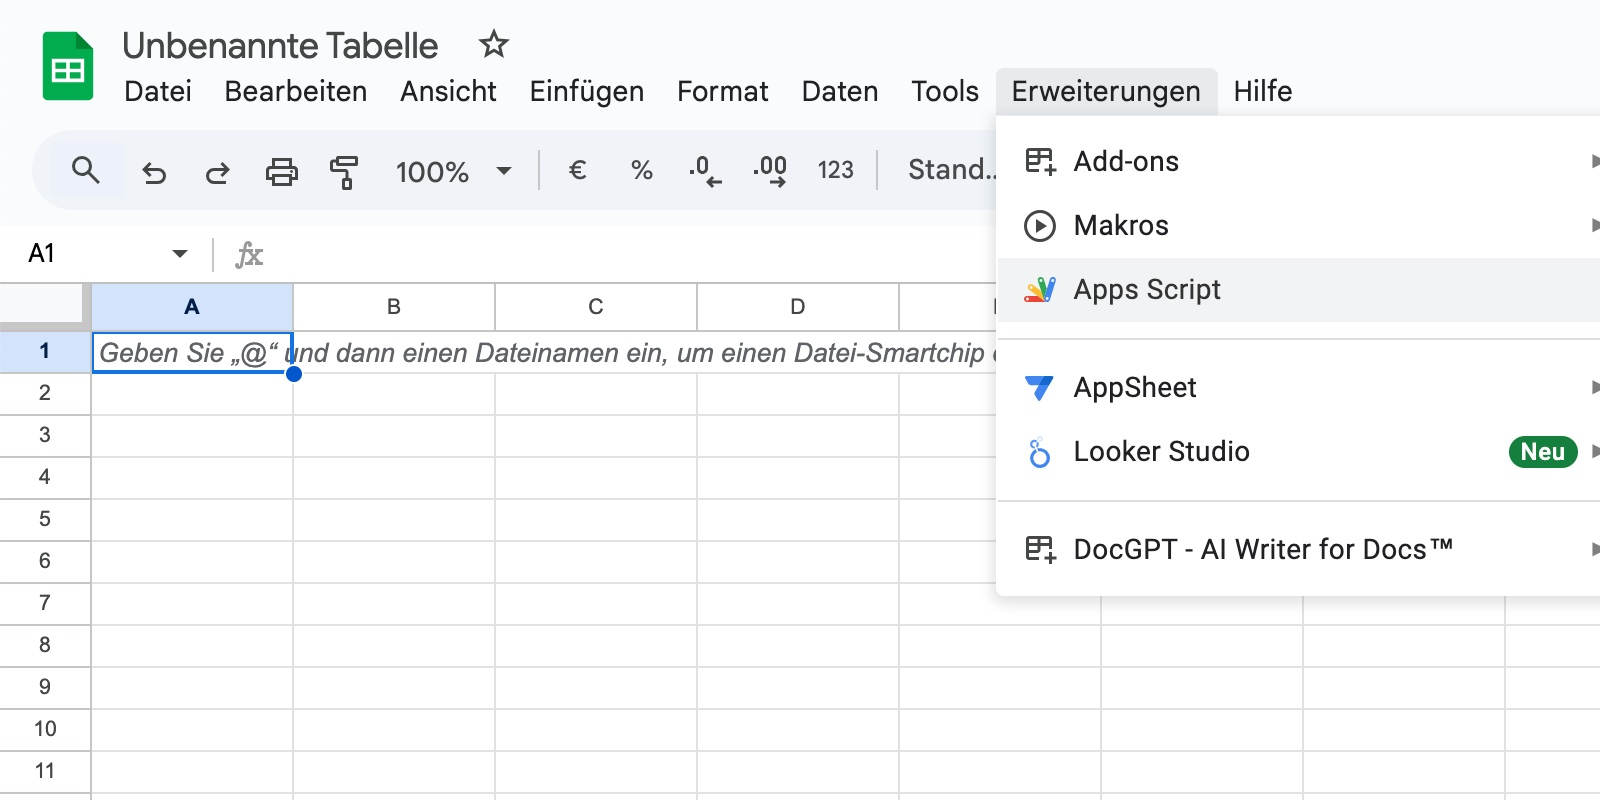 Unbenannte Tabelle
Datei Bearbeiten Ansicht Einfügen Format Daten Tools Erweiterungen Hilfe
100% € % .0 .00 123 Stand...
A1 fx
Add-ons
Makros
Apps Script
AppSheet
Looker Studio Neu
DocGPT - AI Writer for Docs™
A B C D
1 Geben Sie „@“ und dann einen Dateinamen ein, um einen Datei-Smartchip
2
3
4
5
6
7
8
9
10
11